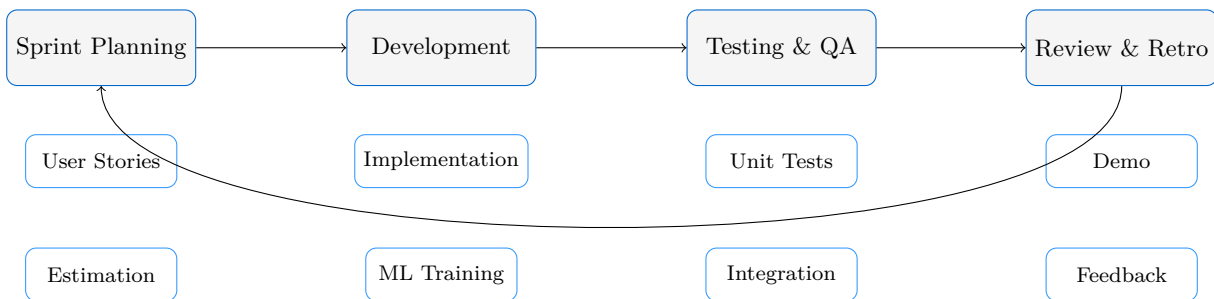 Sprint Planning
Development
Testing & QA
Review & Retro
User Stories
Implementation
Unit Tests
Demo
Estimation
ML Training
Integration
Feedback